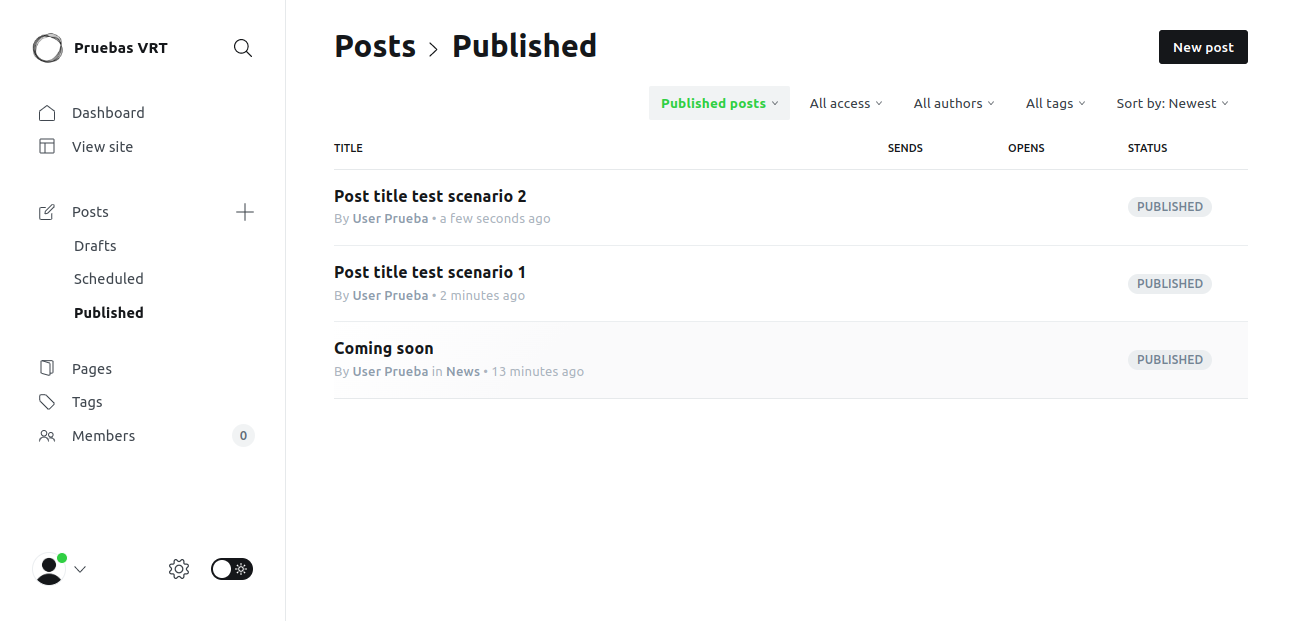 Pruebas VRT
Dashboard
View site
Posts
Drafts
Scheduled
Published
Pages
Tags
Members 0
Posts > Published
New post
Published posts All access All authors All tags Sort by: Newest
TITLE SENDS OPENS STATUS
Post title test scenario 2
By User Prueba • a few seconds ago
PUBLISHED
Post title test scenario 1
By User Prueba • 2 minutes ago
PUBLISHED
Coming soon
By User Prueba in News • 13 minutes ago
PUBLISHED